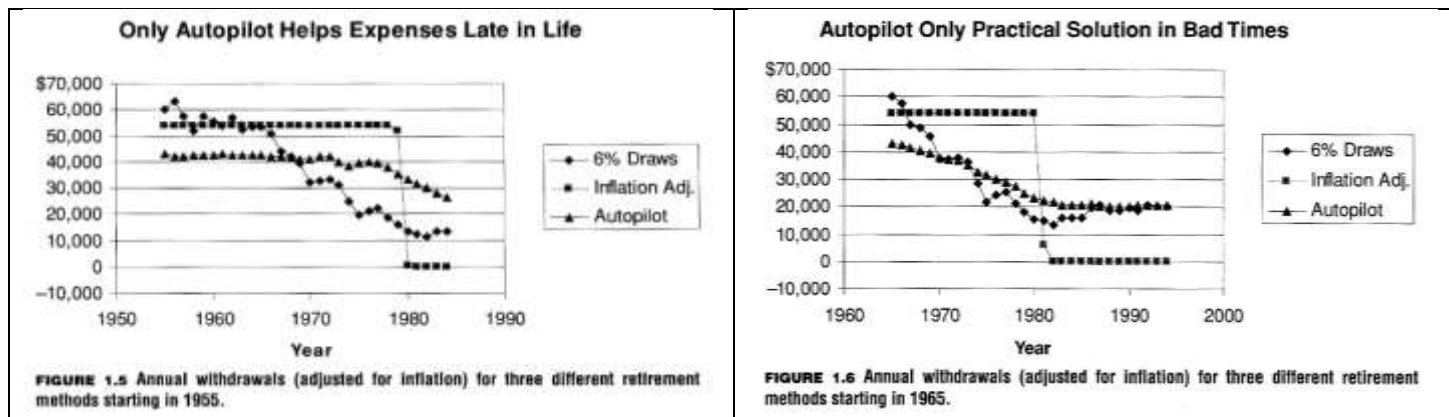 Only Autopilot Helps Expenses Late in Life
$70,000
60,000
50,000
40,000
30,000
20,000
10,000
0
–10,000
1950
1960
1970
1980
1990
Year
6% Draws
Inflation Adj.
Autopilot
FIGURE 1.5 Annual withdrawals (adjusted for inflation) for three different retirement
methods starting in 1955.
Autopilot Only Practical Solution in Bad Times
$70,000
60,000
50,000
40,000
30,000
20,000
10,000
0
–10,000
1960
1970
1980
1990
2000
Year
6% Draws
Inflation Adj.
Autopilot
FIGURE 1.6 Annual withdrawals (adjusted for inflation) for three different retirement
methods starting in 1965.